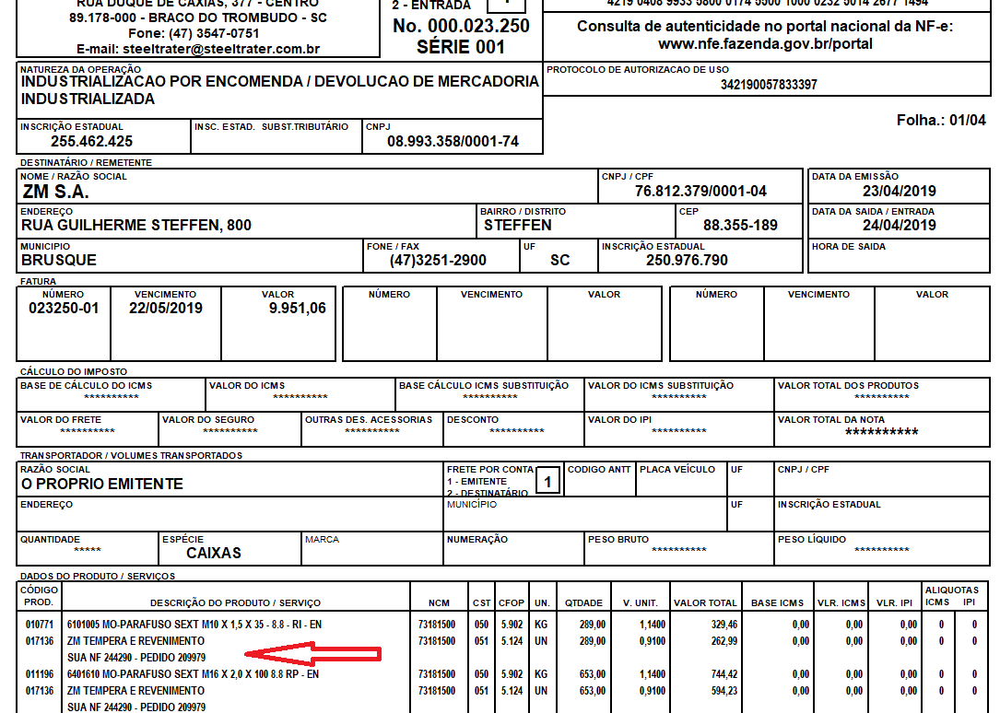 RUA DUQUE DE CAXIAS, 377 - CENTRO
89.178-000 - BRACO DO TROMBUDO - SC
Fone: (47) 3547-0751
E-mail: steeltrater@steeltrater.com.br
2 - ENTRADA 1
No. 000.023.250
SÉRIE 001
4219 0408 9933 5800 0174 5500 1000 0232 5014 2677 1494
Consulta de autenticidade no portal nacional da NF-e:
www.nfe.fazenda.gov.br/portal
NATUREZA DA OPERAÇÃO
INDUSTRIALIZACAO POR ENCOMENDA / DEVOLUCAO DE MERCADORIA
INDUSTRIALIZADA
PROTOCOLO DE AUTORIZACAO DE USO
342190057833397
INSCRIÇÃO ESTADUAL INSC. ESTAD. SUBST.TRIBUTÁRIO CNPJ
255.462.425 08.993.358/0001-74
Folha.: 01/04
DESTINATÁRIO / REMETENTE
NOME / RAZÃO SOCIAL CNPJ / CPF DATA DA EMISSÃO
ZM S.A. 76.812.379/0001-04 23/04/2019
ENDEREÇO BAIRRO / DISTRITO CEP DATA DA SAIDA / ENTRADA
RUA GUILHERME STEFFEN, 800 STEFFEN 88.355-189 24/04/2019
MUNICIPIO FONE / FAX UF INSCRIÇÃO ESTADUAL HORA DE SAIDA
BRUSQUE (47)3251-2900 SC 250.976.790
FATURA
NÚMERO VENCIMENTO VALOR NÚMERO VENCIMENTO VALOR NÚMERO VENCIMENTO VALOR
023250-01 22/05/2019 9.951,06
CÁLCULO DO IMPOSTO
BASE DE CÁLCULO DO ICMS VALOR DO ICMS BASE CÁLCULO ICMS SUBSTITUIÇÃO VALOR DO ICMS SUBSTITUIÇÃO VALOR TOTAL DOS PRODUTOS
********** ********** ********** ********** **********
VALOR DO FRETE VALOR DO SEGURO OUTRAS DES. ACESSORIAS DESCONTO VALOR DO IPI VALOR TOTAL DA NOTA
********** ********** ********** ********** ********** **********
TRANSPORTADOR / VOLUMES TRANSPORTADOS
RAZÃO SOCIAL FRETE POR CONTA CODIGO ANTT PLACA VEÍCULO UF CNPJ / CPF
O PROPRIO EMITENTE 1 - EMITENTE 1
2 - DESTINATÁRIO
ENDEREÇO MUNICÍPIO UF INSCRIÇÃO ESTADUAL
QUANTIDADE ESPÉCIE MARCA NUMERAÇÃO PESO BRUTO PESO LÍQUIDO
***** CAIXAS ********** **********
DADOS DO PRODUTO / SERVIÇOS
CÓDIGO PROD. DESCRIÇÃO DO PRODUTO / SERVIÇO NCM CST CFOP UN. QTDADE V. UNIT. VALOR TOTAL BASE ICMS VLR. ICMS VLR. IPI ALIQUOTAS ICMS IPI
010771 6101005 MO-PARAFUSO SEXT M10 X 1,5 X 35 - 8.8 - RI - EN 73181500 050 5.902 KG 289,00 1,1400 329,46 0,00 0,00 0,00 0 0
017136 ZM TEMPERA E REVENIMENTO 73181500 051 5.124 UN 289,00 0,9100 262,99 0,00 0,00 0,00 0 0
SUA NF 244290 - PEDIDO 209979
011196 6401610 MO-PARAFUSO SEXT M16 X 2,0 X 100 8.8 RP - EN 73181500 050 5.902 KG 653,00 1,1400 744,42 0,00 0,00 0,00 0 0
017136 ZM TEMPERA E REVENIMENTO 73181500 051 5.124 UN 653,00 0,9100 594,23 0,00 0,00 0,00 0 0
SUA NF 244290 - PEDIDO 209979